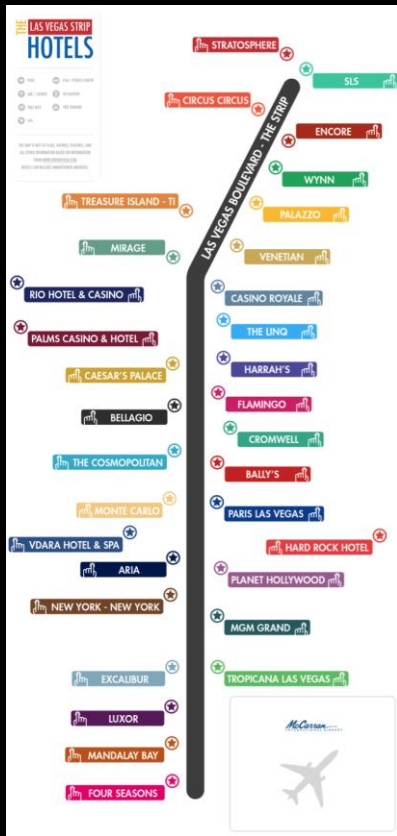 THE LAS VEGAS STRIP
HOTELS
STRATOSPHERE
SLS
CIRCUS CIRCUS
ENCORE
WYNN
TREASURE ISLAND - TI
PALAZZO
LAS VEGAS BOULEVARD - THE STRIP
MIRAGE
VENETIAN
RIO HOTEL & CASINO
CASINO ROYALE
THE LINQ
PALMS CASINO & HOTEL
HARRAH'S
CAESAR'S PALACE
FLAMINGO
BELLAGIO
CROMWELL
THE COSMOPOLITAN
BALLY'S
MONTE CARLO
PARIS LAS VEGAS
VDARA HOTEL & SPA
HARD ROCK HOTEL
ARIA
PLANET HOLLYWOOD
NEW YORK - NEW YORK
MGM GRAND
EXCALIBUR
TROPICANA LAS VEGAS
LUXOR
McCarran
INTERNATIONAL AIRPORT
MANDALAY BAY
FOUR SEASONS